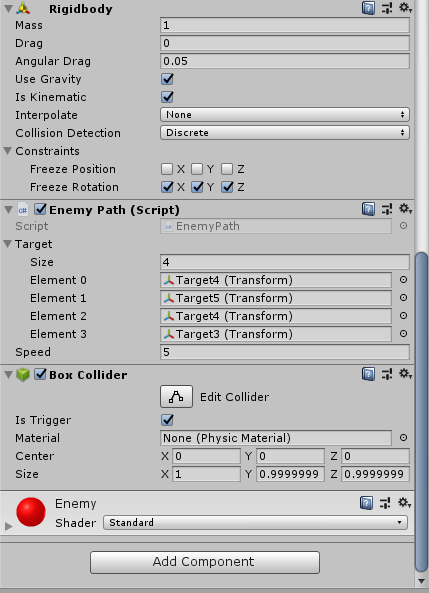 Rigidbody
Mass 1
Drag 0
Angular Drag 0.05
Use Gravity
Is Kinematic
Interpolate None
Collision Detection Discrete
Constraints
Freeze Position X Y Z
Freeze Rotation X Y Z
Enemy Path (Script)
Script EnemyPath
Target
Size 4
Element 0 Target4 (Transform)
Element 1 Target5 (Transform)
Element 2 Target4 (Transform)
Element 3 Target3 (Transform)
Speed 5
Box Collider
Edit Collider
Is Trigger
Material None (Physic Material)
Center X 0 Y 0 Z 0
Size X 1 Y 0.9999999 Z 0.9999999
Enemy
Shader Standard
Add Component